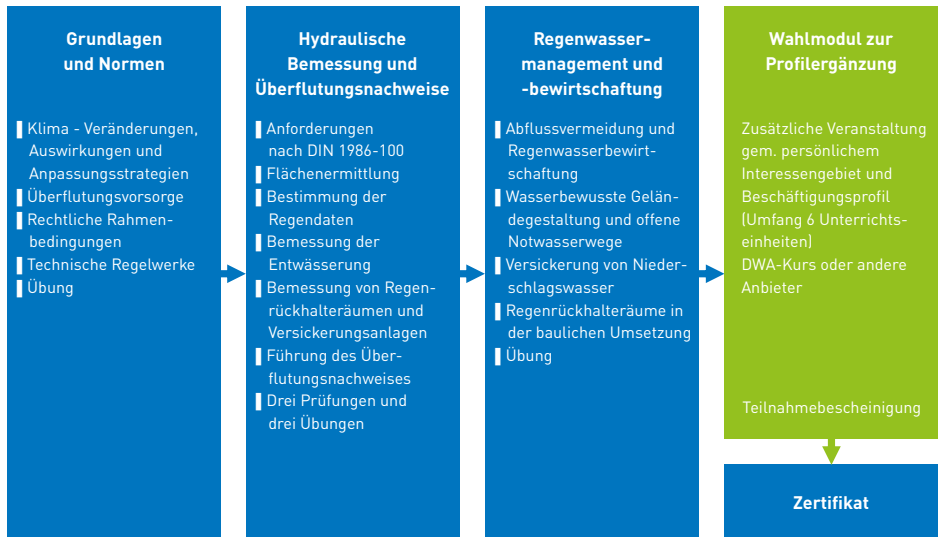 Grundlagen
und Normen
Klima - Veränderungen,
Auswirkungen und
Anpassungsstrategien
Überflutungsvorsorge
Rechtliche Rahmen-
bedingungen
Technische Regelwerke
Übung
Hydraulische
Bemessung und
Überflutungsnachweise
Anforderungen
nach DIN 1986-100
Flächenermittlung
Bestimmung der
Regendaten
Bemessung der
Entwässerung
Bemessung von Regen-
rückhalteräumen und
Versickerungsanlagen
Führung des Über-
flutungsnachweises
Drei Prüfungen und
drei Übungen
Regenwasser-
management und
-bewirtschaftung
Abflussvermeidung und
Regenwasserbewirt-
schaftung
Wasserbewusste Gelän-
degestaltung und offene
Notwasserwege
Versickerung von Nieder-
schlagswasser
Regenrückhalteräume in
der baulichen Umsetzung
Übung
Wahlmodul zur
Profilergänzung
Zusätzliche Veranstaltung
gem. persönlichem
Interessengebiet und
Beschäftigungsprofil
(Umfang 6 Unterrichts-
einheiten)
DWA-Kurs oder andere
Anbieter
Teilnahmebescheinigung
Zertifikat